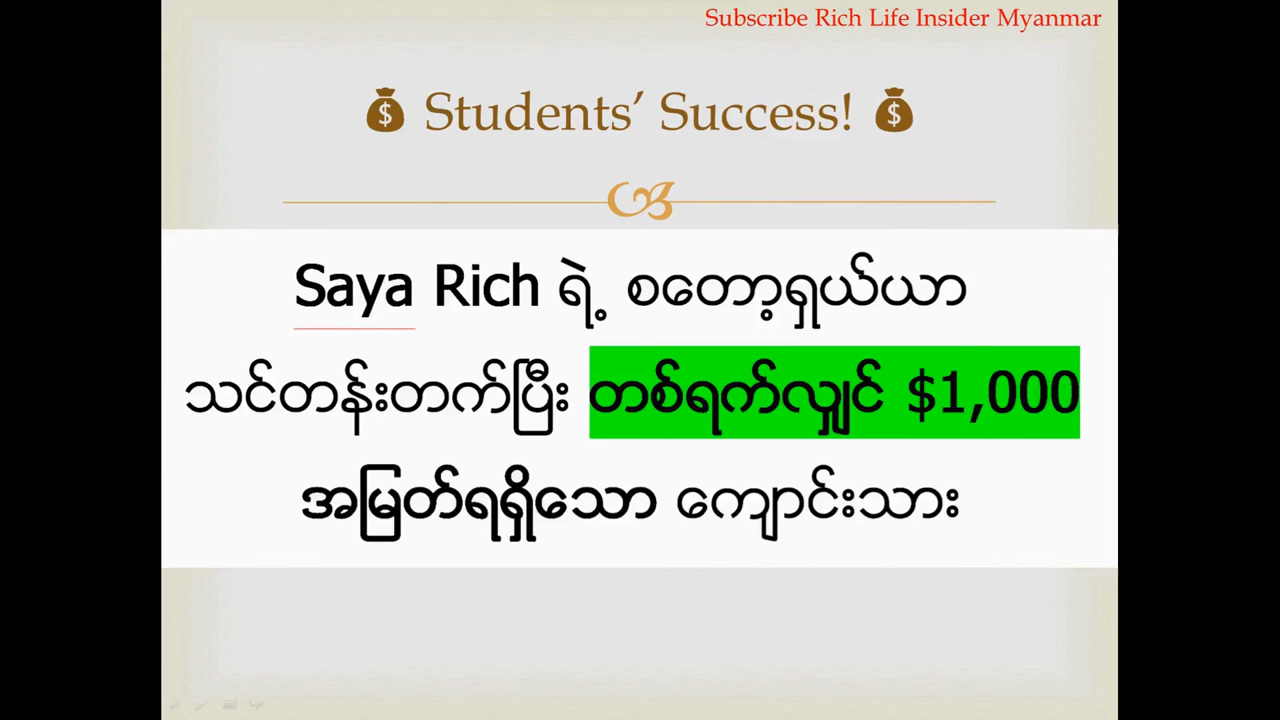 Subscribe Rich Life Insider Myanmar
Students’ Success!
Saya Rich ရဲ့ စတော့ရှယ်ယာ
သင်တန်းတက်ပြီး တစ်ရက်လျှင် $1,000
အမြတ်ရရှိသော ကျောင်းသား